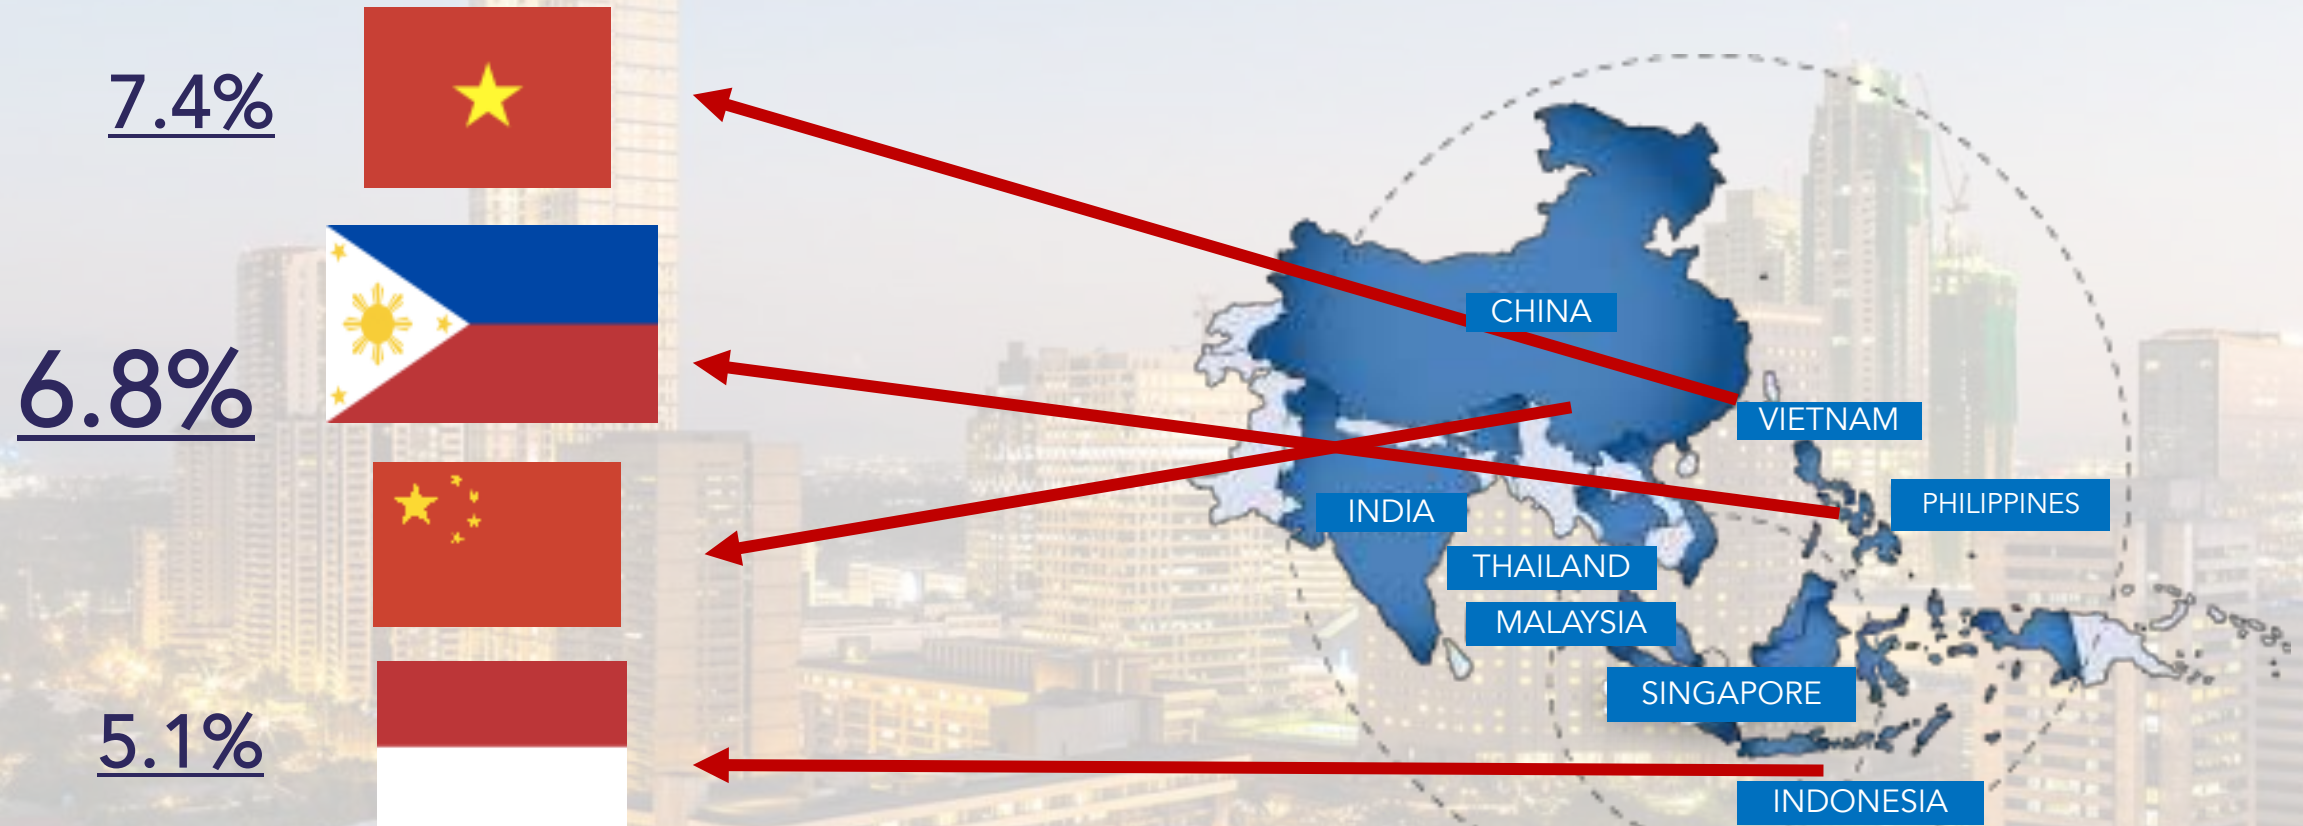 7.4%
6.8%
5.1%
CHINA
VIETNAM
INDIA
PHILIPPINES
THAILAND
MALAYSIA
SINGAPORE
INDONESIA